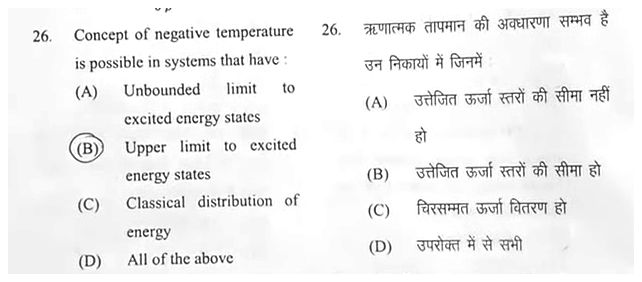 26. Concept of negative temperature
is possible in systems that have :
(A) Unbounded limit to
excited energy states
(B) Upper limit to excited
energy states
(C) Classical distribution of
energy
(D) All of the above
26. ऋणात्मक तापमान की अवधारणा सम्भव है
उन निकायों में जिनमें :
(A) उत्तेजित ऊर्जा स्तरों की सीमा नहीं
हो
(B) उत्तेजित ऊर्जा स्तरों की सीमा हो
(C) चिरसम्मत ऊर्जा वितरण हो
(D) उपरोक्त में से सभी